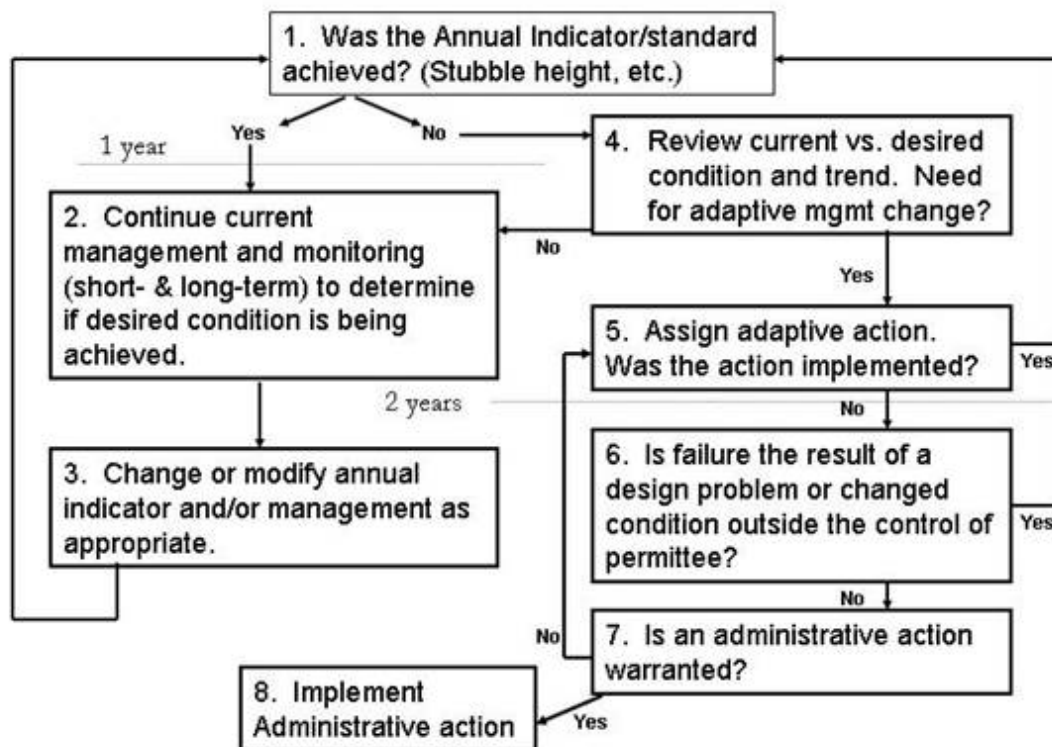 1. Was the Annual Indicator/standard
achieved? (Stubble height, etc.)
Yes
No
1 year
4. Review current vs. desired
condition and trend. Need
for adaptive mgmt change?
2. Continue current
management and monitoring
(short- & long-term) to determine
if desired condition is being
achieved.
No
Yes
5. Assign adaptive action.
Was the action implemented?
Yes
2 years
No
3. Change or modify annual
indicator and/or management as
appropriate.
6. Is failure the result of a
design problem or changed
condition outside the control of
permittee?
Yes
No
7. Is an administrative action
warranted?
No
8. Implement
Administrative action
Yes